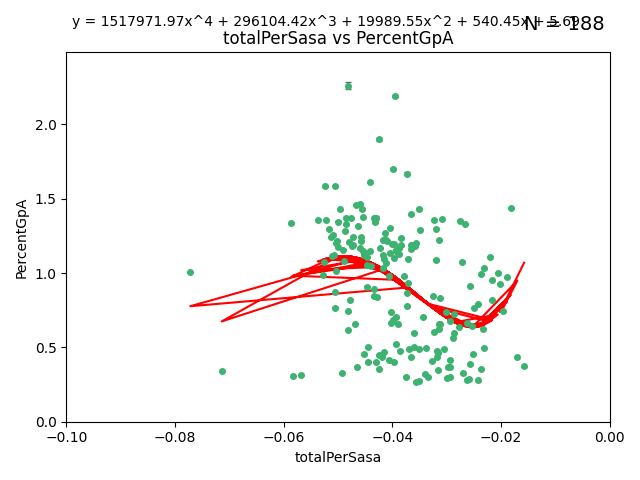 y = 1517971.97x^4 + 296104.42x^3 + 19989.55x^2 + 540.45x + 5.69
N = 188
totalPerSasa vs PercentGpA
PercentGpA
2.0
1.5
1.0
0.5
0.0
−0.10 −0.08 −0.06 −0.04 −0.02 0.00
totalPerSasa